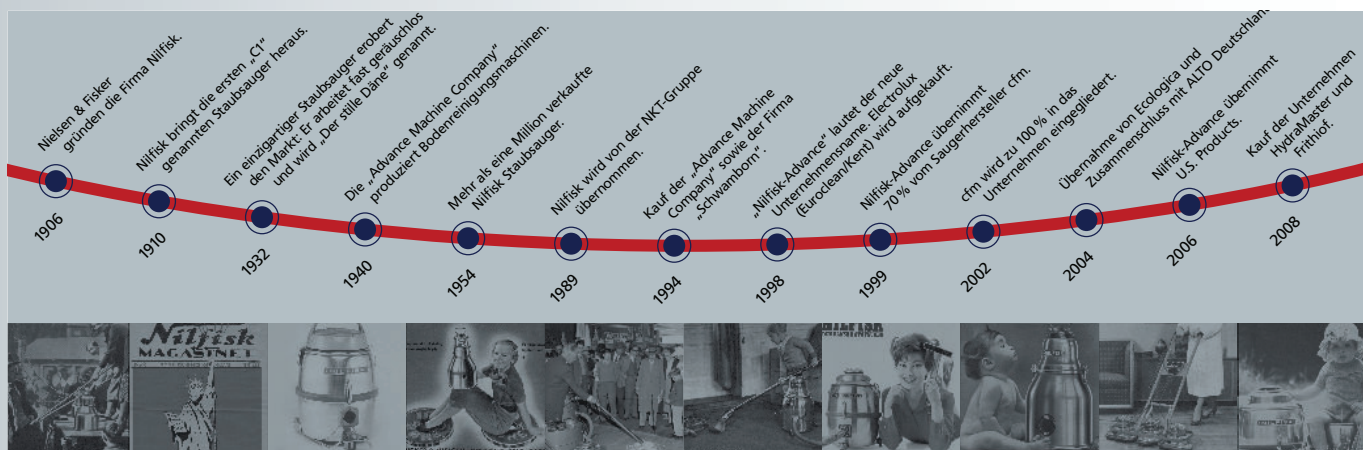 Nielsen & Fisker
gründen die Firma Nilfisk.
1906
Nilfisk bringt die ersten „C1“
genannten Staubsauger heraus.
1910
Ein einzigartiger Staubsauger erobert
den Markt: Er arbeitet fast geräuschlos
und wird „Der stille Däne“ genannt.
1932
Die „Advance Machine Company“
produziert Bodenreinigungsmaschinen.
1940
Mehr als eine Million verkaufte
Nilfisk Staubsauger.
1954
Nilfisk wird von der NKT-Gruppe
übernommen.
1989
Kauf der „Advance Machine
Company“ sowie der Firma
„Schwamborn“.
1994
„Nilfisk-Advance“ lautet der neue
Unternehmensname. Electrolux
(Euroclean/Kent) wird aufgekauft.
1998
Nilfisk-Advance übernimmt
70 % vom Saugerhersteller cfm.
1999
cfm wird zu 100 % in das
Unternehmen eingegliedert.
2002
Übernahme von Ecologica und
Zusammenschluss mit ALTO Deutschland.
2004
Nilfisk-Advance übernimmt
U.S. Products.
2006
Kauf der Unternehmen
HydraMaster und
Frithiof.
2008
Nilfisk
MAGASINET
NILFISK